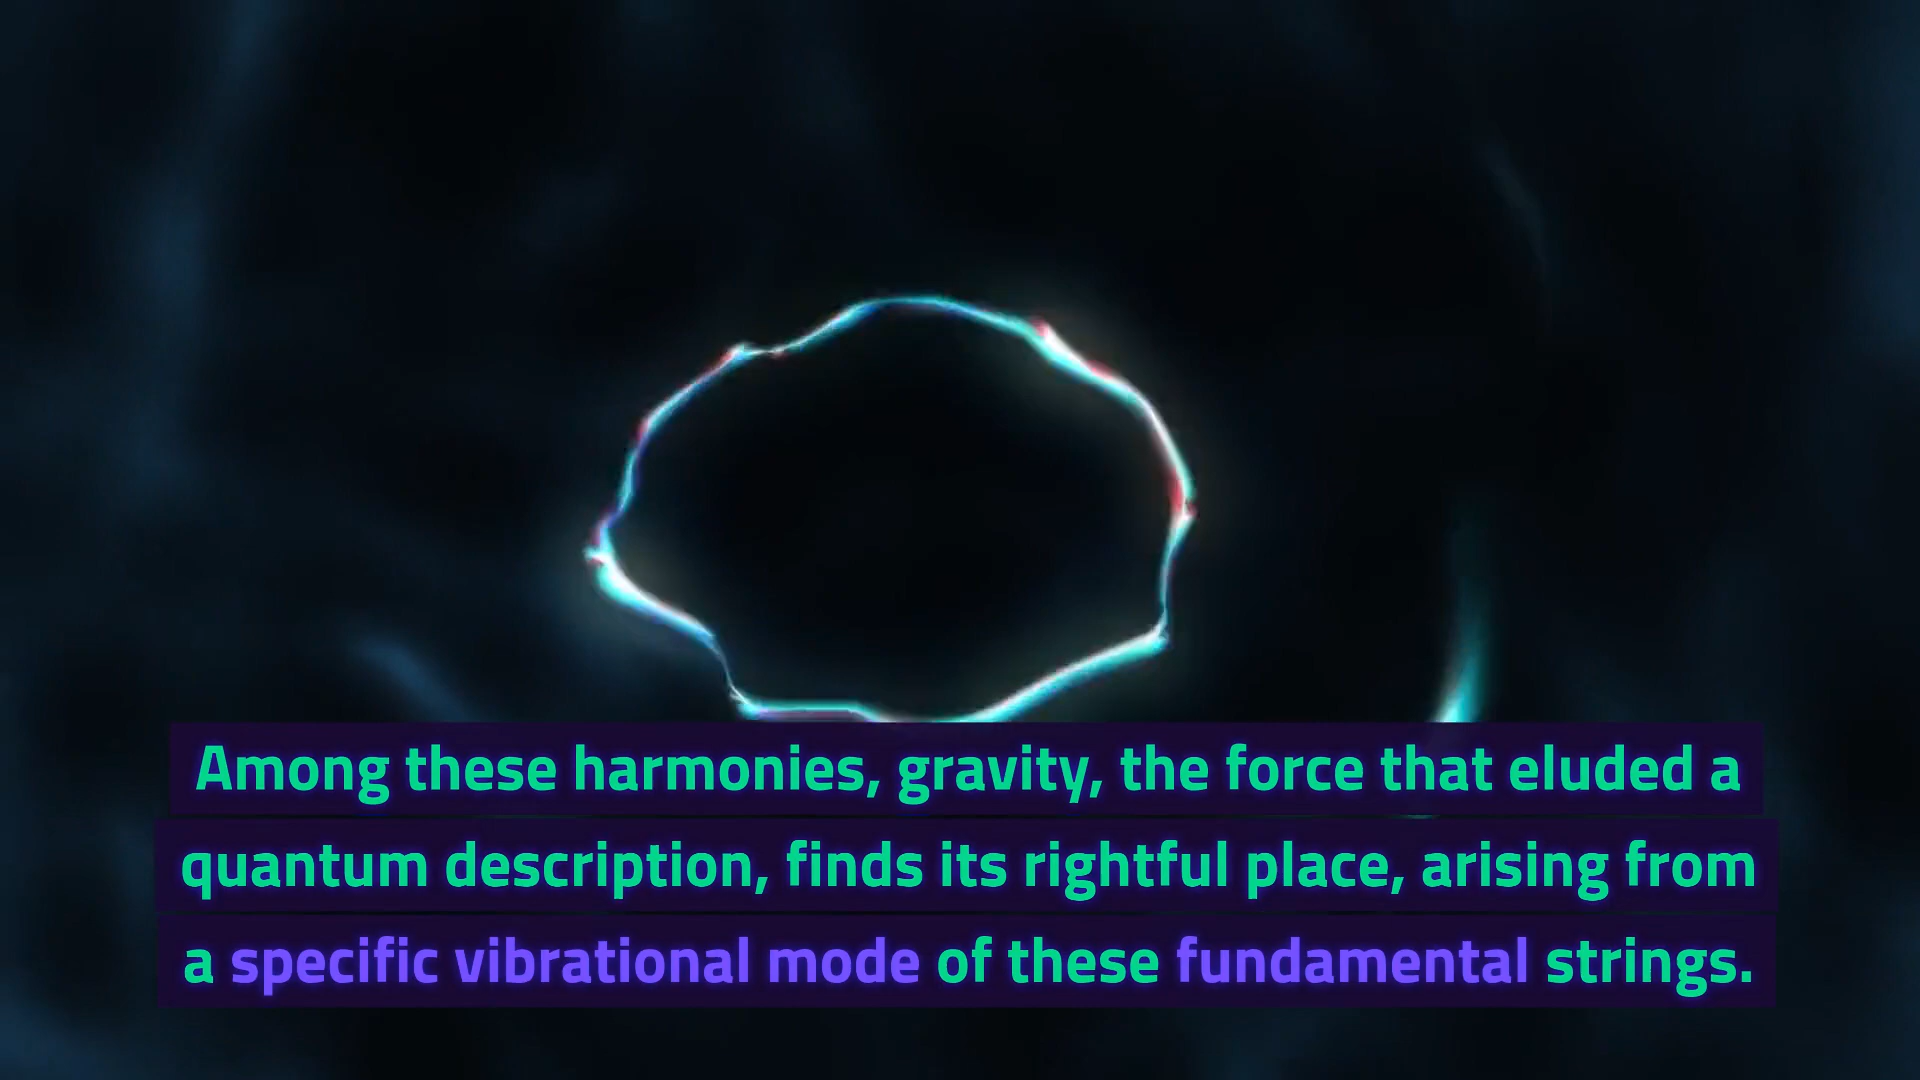 Among these harmonies, gravity, the force that eluded a
quantum description, finds its rightful place, arising from
a specific vibrational mode of these fundamental strings.